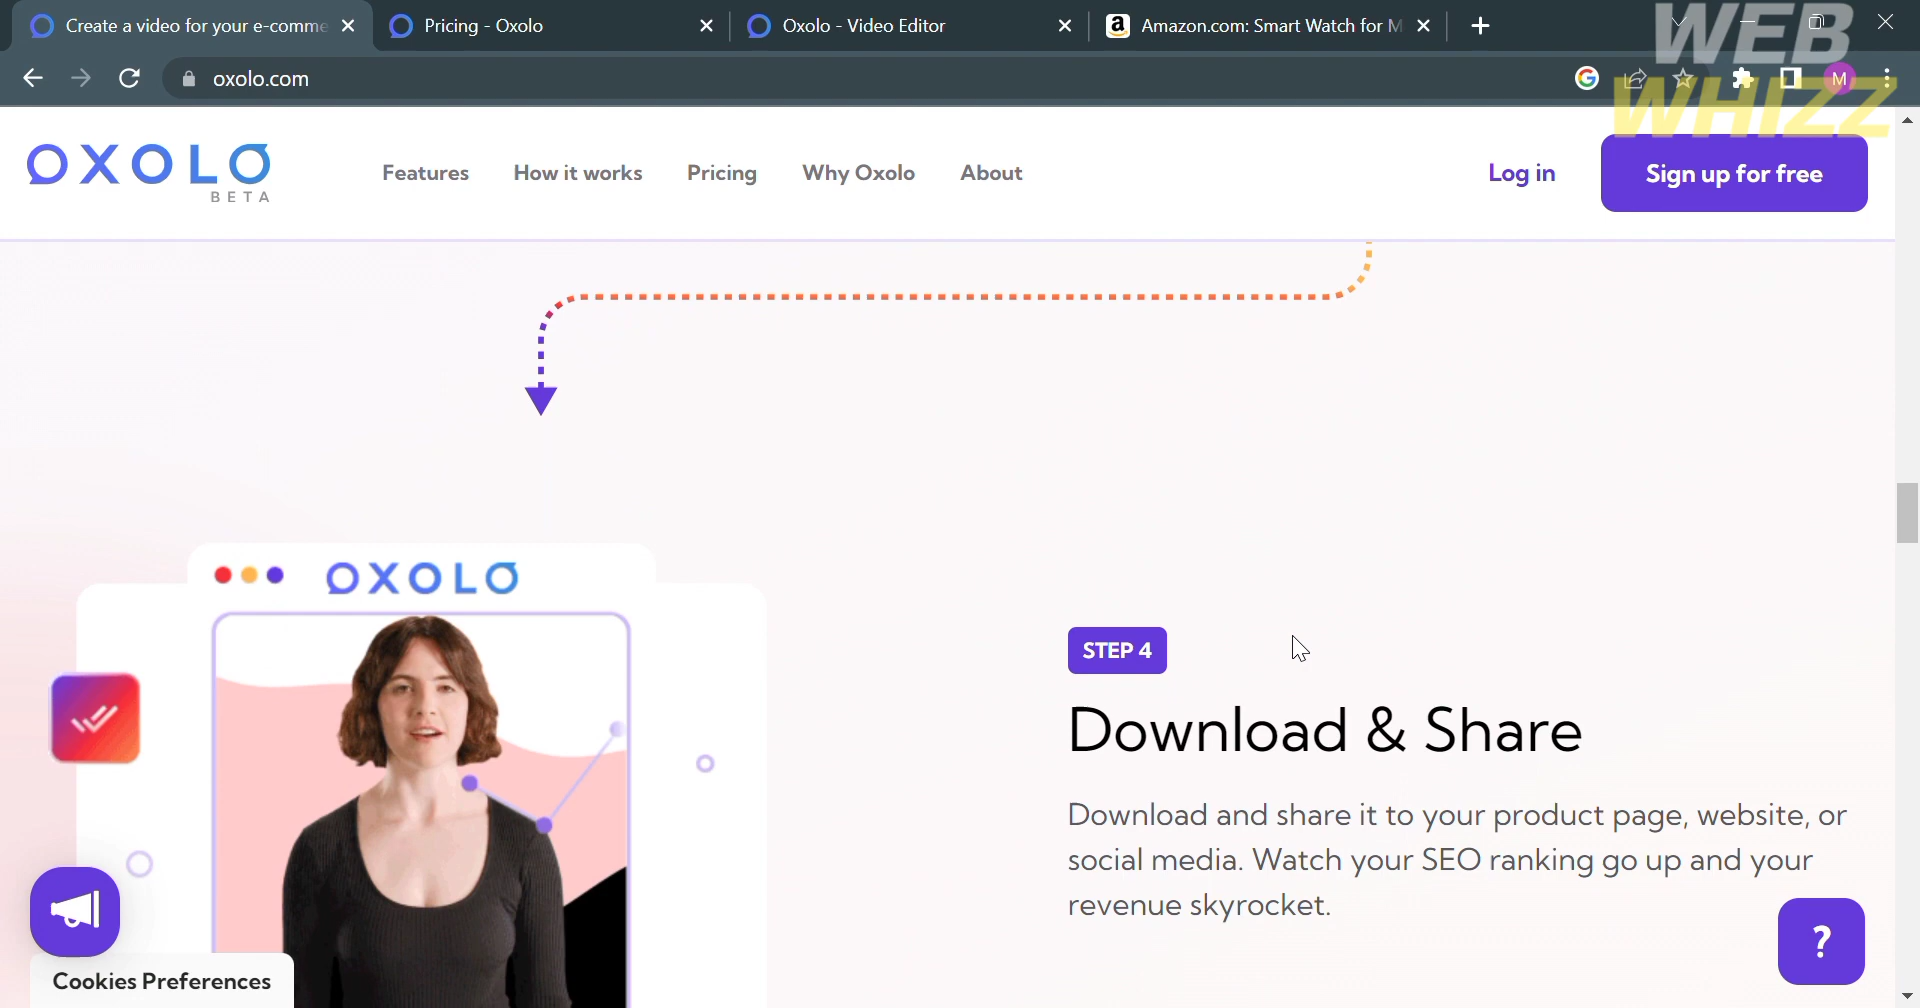 Create a video for your e-comme
Pricing - Oxolo
Oxolo - Video Editor
Amazon.com: Smart Watch for M
WEB
WHIZZ
oxolo.com
M
OXOLO
BETA
Features
How it works
Pricing
Why Oxolo
About
Log in
Sign up for free
OXOLO
STEP 4
Download & Share
Download and share it to your product page, website, or
social media. Watch your SEO ranking go up and your
revenue skyrocket.
?
Cookies Preferences